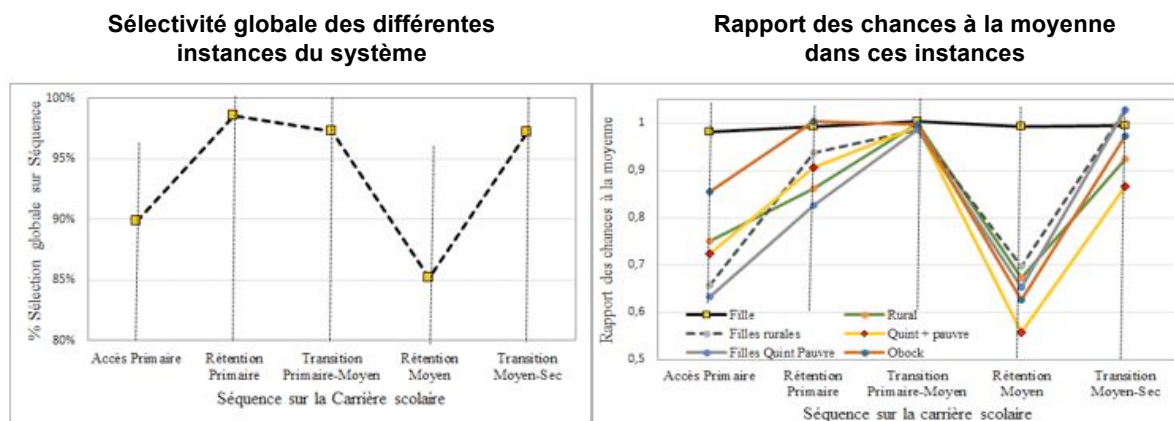 Sélectivité globale des différentes
instances du système
% Sélection globale sur Séquence
100%
95%
90%
85%
80%
Accès Primaire
Rétention
Primaire
Transition
Primaire-Moyen
Rétention
Moyen
Transition
Moyen-Sec
Séquence sur la Carrière scolaire
Rapport des chances à la moyenne
dans ces instances
Rapport des chances à la moyenne
1
0,9
0,8
0,7
0,6
0,5
Fille
Rural
Filles rurales
Quint + pauvre
Filles Quint Pauvre
Obock
Accès Primaire
Rétention
Primaire
Transition
Primaire-Moyen
Rétention
Moyen
Transition
Moyen-Sec
Séquence sur la carrière scolaire